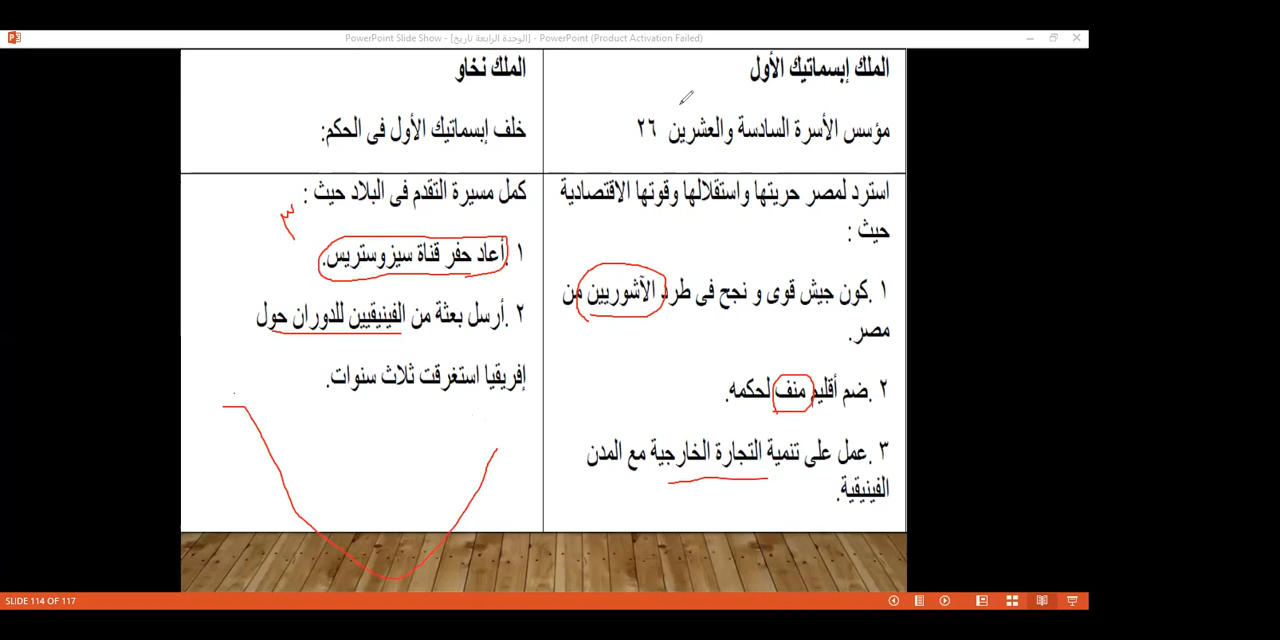 PowerPoint Slide Show - [الوحدة الرابعة تاريخ] - PowerPoint (Product Activation Failed)
الملك إبسماتيك الأول
مؤسس الأسرة السادسة والعشرين ٢٦
استرد لمصر حريتها واستقلالها وقوتها الاقتصادية
حيث :
١ .كون جيش قوى و نجح فى طرد الآشوريين من
مصر.
٢ .ضم أقليم منف لحكمه.
٣ .عمل على تنمية التجارة الخارجية مع المدن
الفينيقية.
الملك نخاو
خلف إبسماتيك الأول فى الحكم:
كمل مسيرة التقدم فى البلاد حيث :
٣
١ .أعاد حفر قناة سيزوستريس.
٢ .أرسل بعثة من الفينيقيين للدوران حول
إفريقيا استغرقت ثلاث سنوات.
SLIDE 114 OF 117